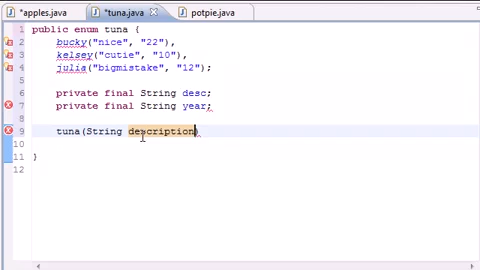 *apples.java *tuna.java potpie.java
1 public enum tuna {
2 bucky("nice", "22"),
3 kelsey("cutie", "10"),
4 julia("bigmistake", "12");
5
6 private final String desc;
7 private final String year;
8
9 tuna(String description)
10
11 }
12